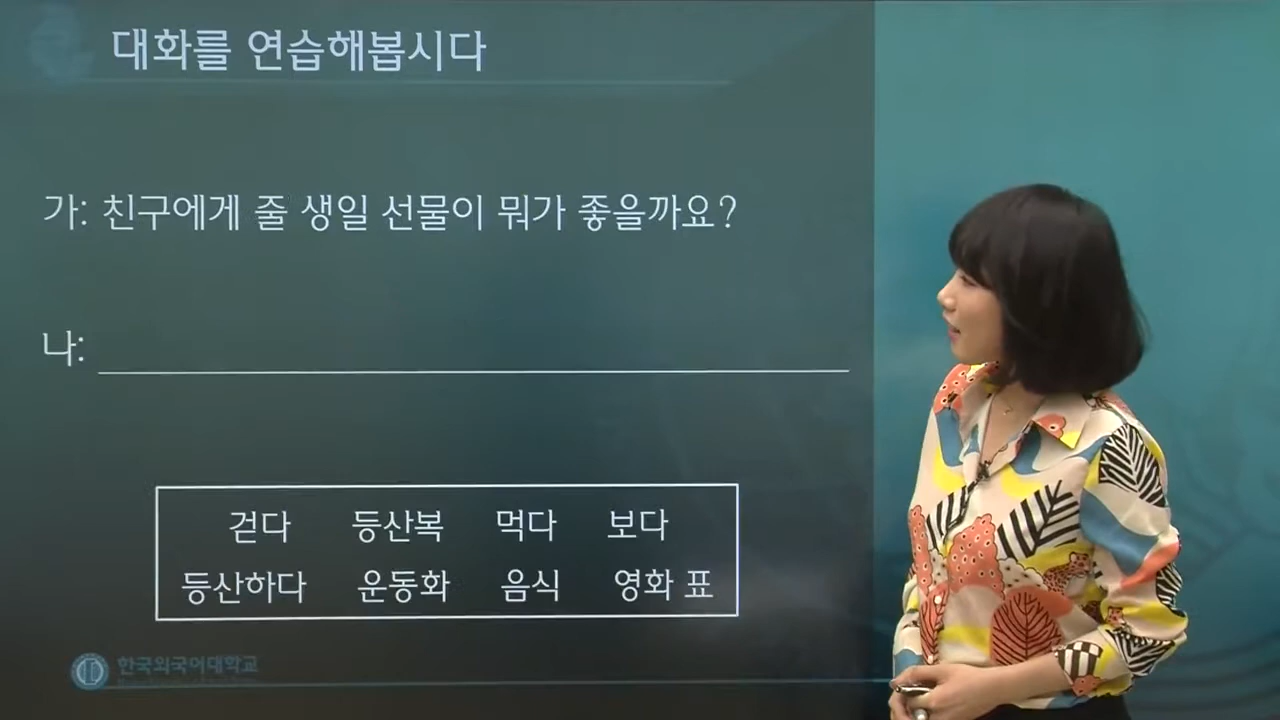 대화를 연습해봅시다
가: 친구에게 줄 생일 선물이 뭐가 좋을까요?
나:
걷다 등산복 먹다 보다
등산하다 운동화 음식 영화 표
한국외국어대학교